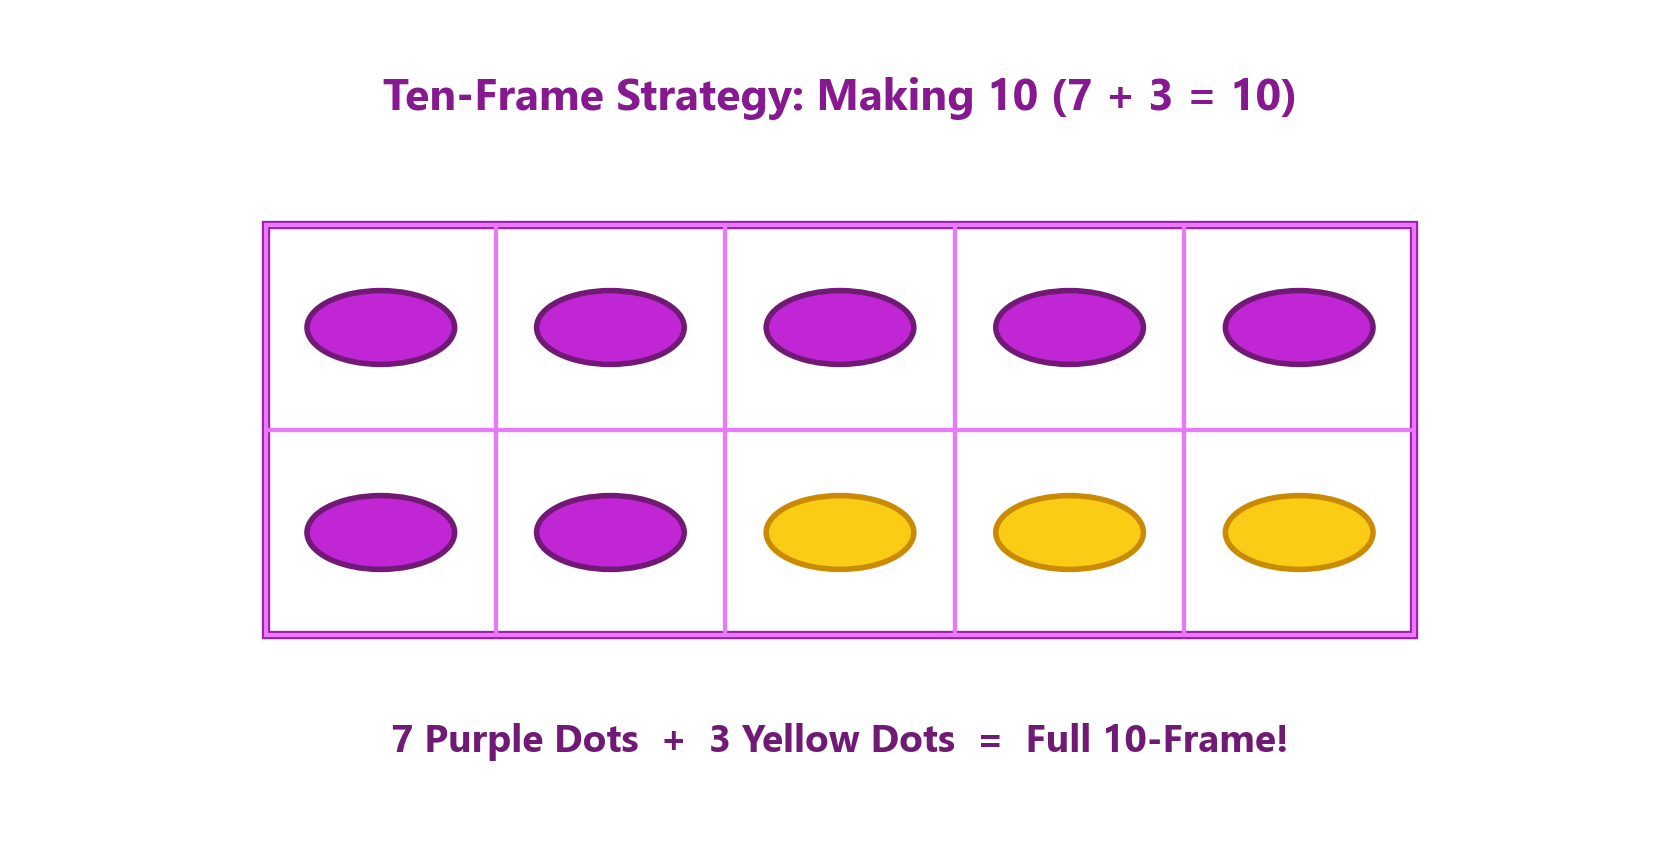 Ten-Frame Strategy: Making 10 (7 + 3 = 10)
7 Purple Dots + 3 Yellow Dots = Full 10-Frame!